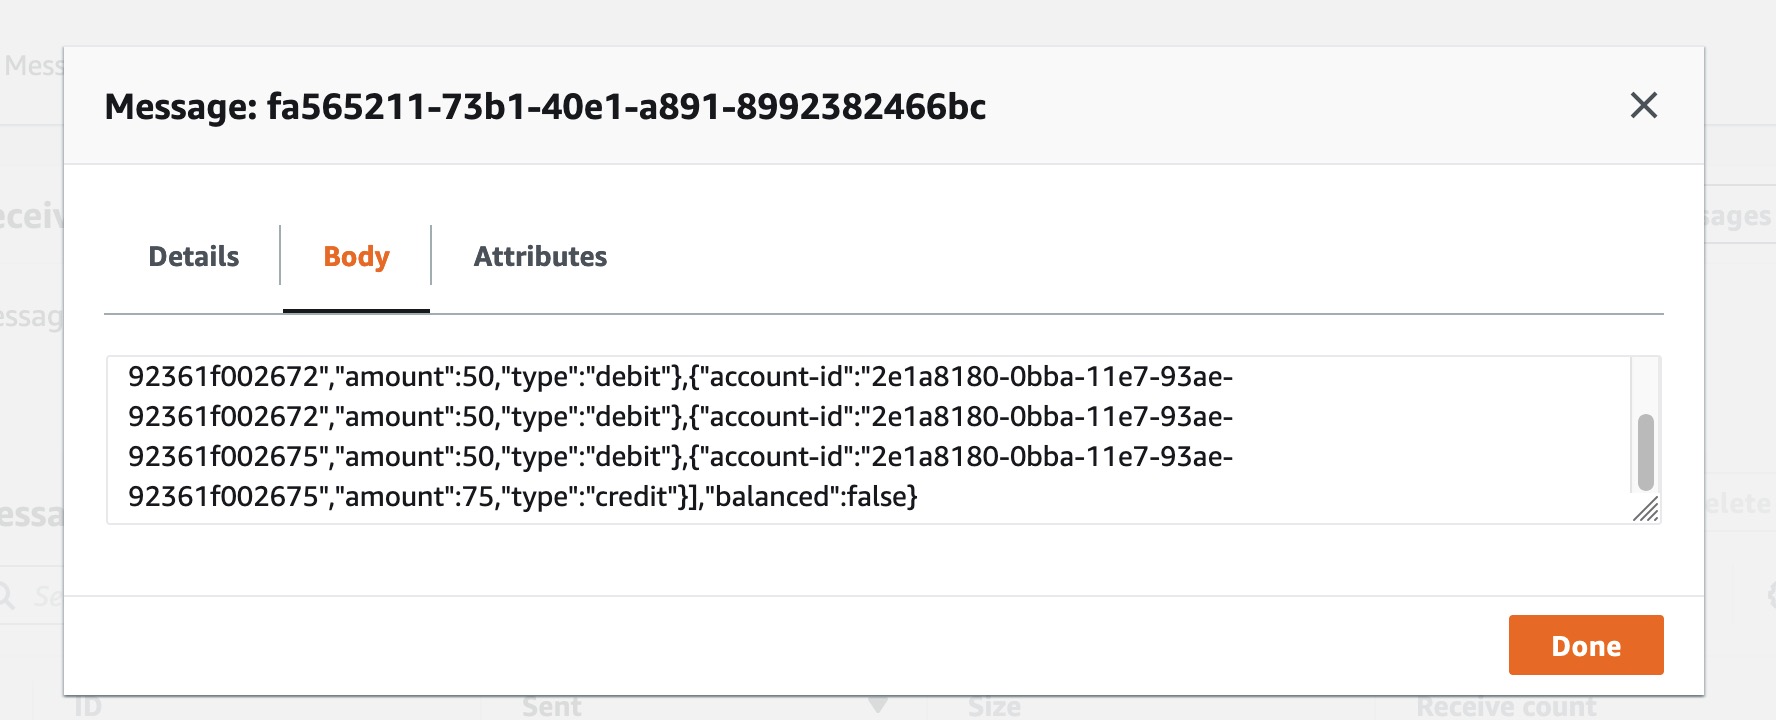 Mess
Message: fa565211-73b1-40e1-a891-8992382466bc
eceiv
sages
Details
Body
Attributes
essag
92361f002672","amount":50,"type":"debit"},{"account-id":"2e1a8180-0bba-11e7-93ae-
92361f002672","amount":50,"type":"debit"},{"account-id":"2e1a8180-0bba-11e7-93ae-
92361f002675","amount":50,"type":"debit"},{"account-id":"2e1a8180-0bba-11e7-93ae-
92361f002675","amount":75,"type":"credit"}],"balanced":false}
essa
elete
Se
Done
ID
Sent
Size
Receive count